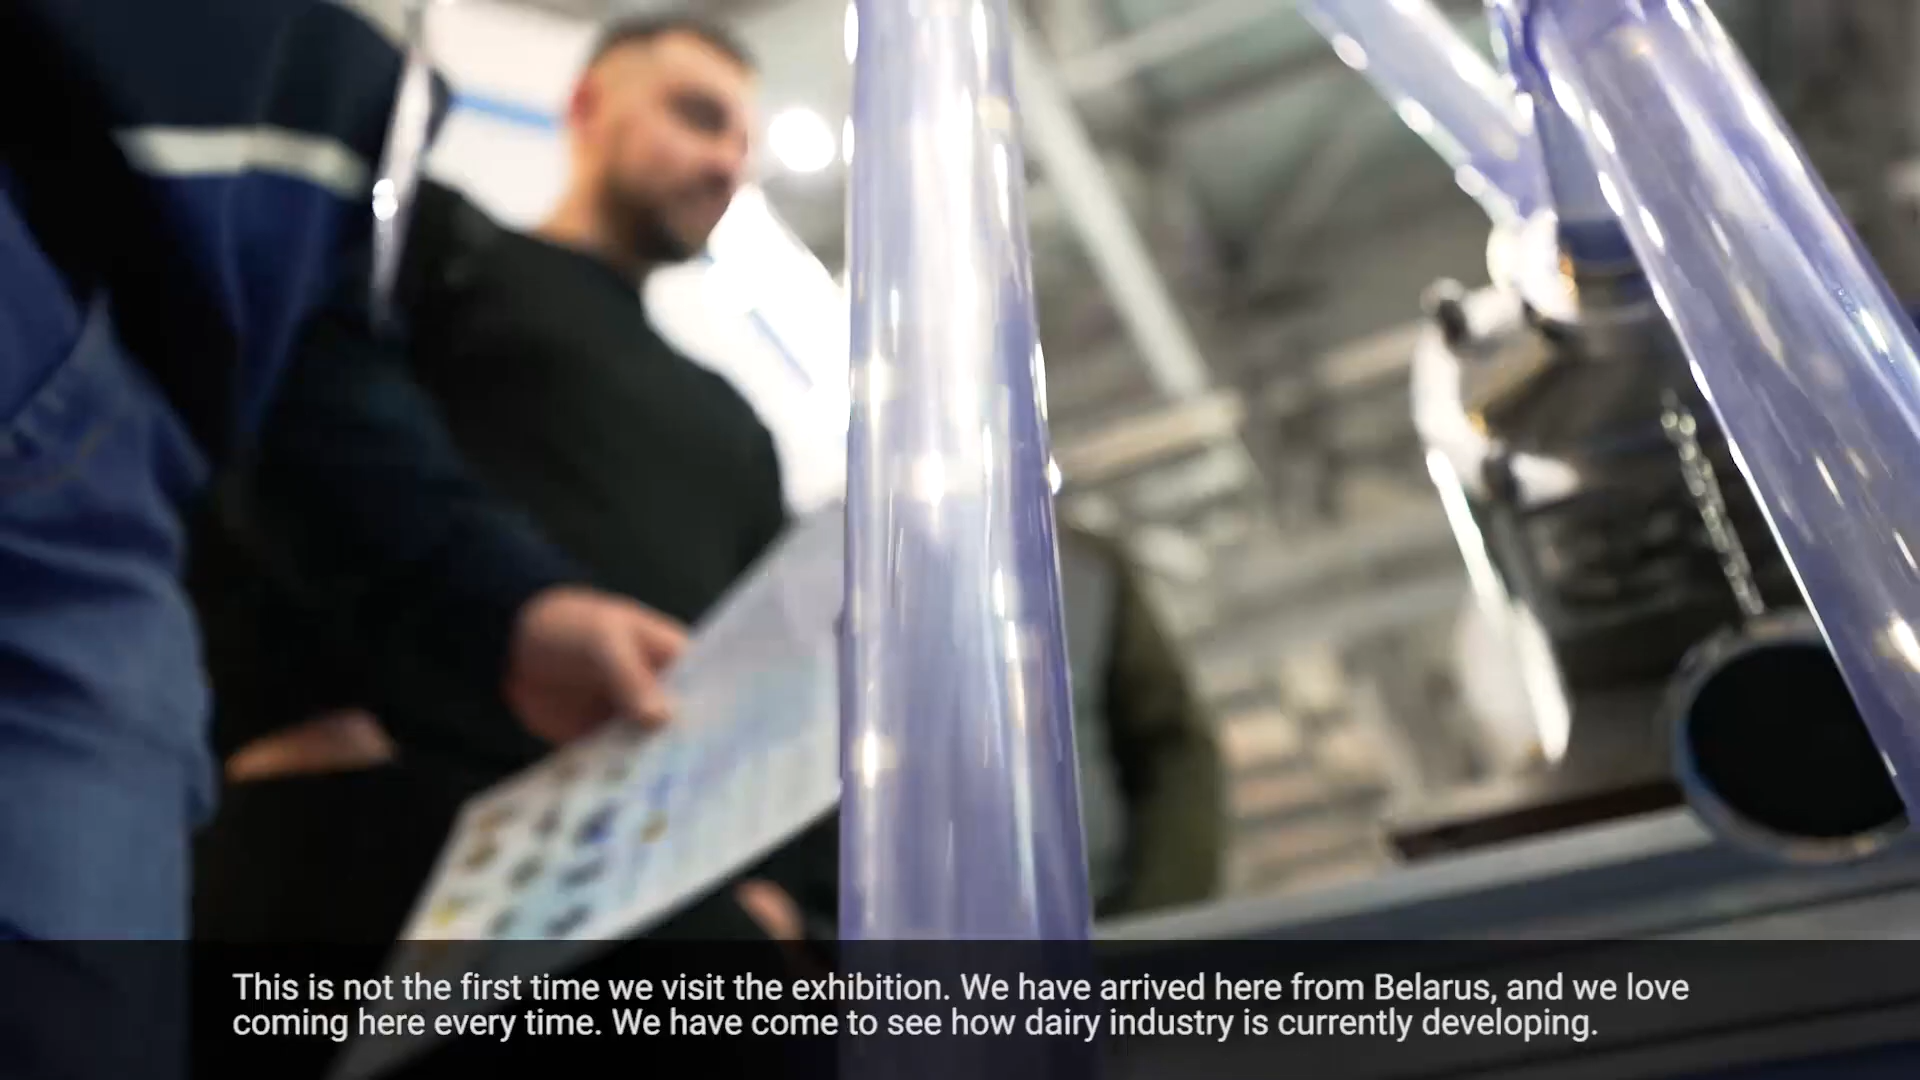 This is not the first time we visit the exhibition. We have arrived here from Belarus, and we love
coming here every time. We have come to see how dairy industry is currently developing.